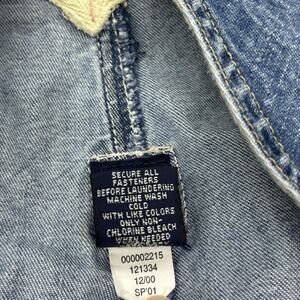 SECURE ALL
FASTENERS
BEFORE LAUNDERING
MACHINE WASH
COLD
WITH LIKE COLORS
ONLY NON-
CHLORINE BLEACH
WHEN NEEDED
000002215
121334
12/00
SP'01